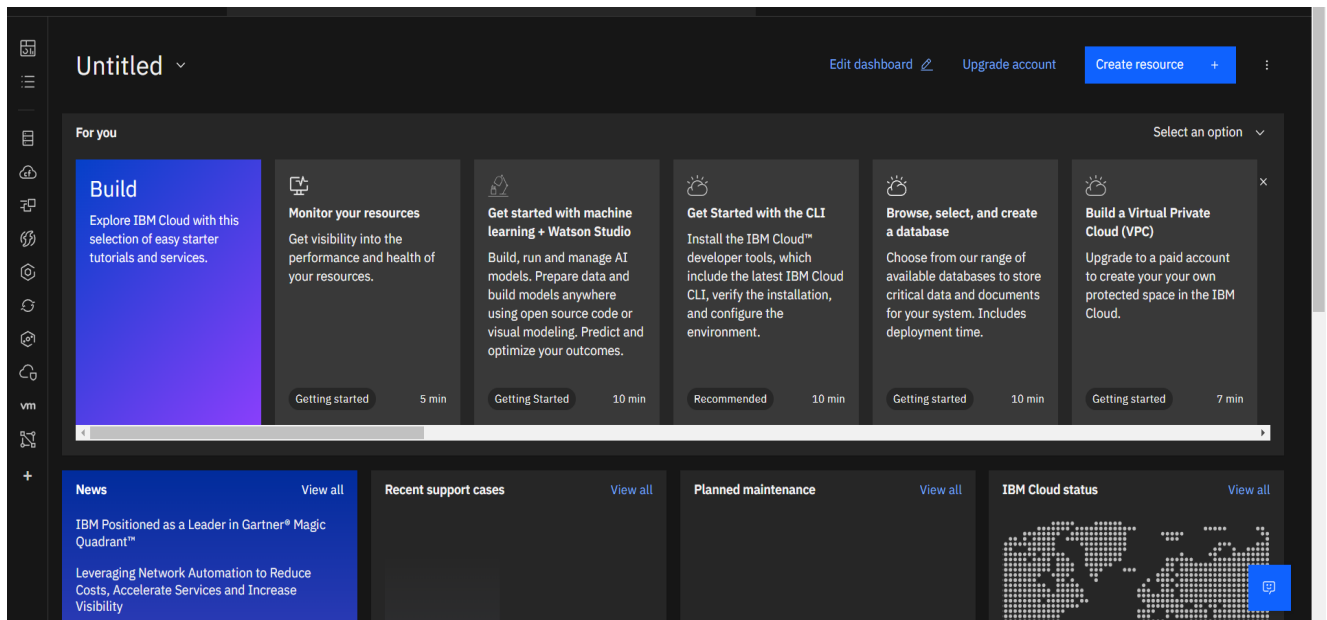 Untitled
Edit dashboard
Upgrade account
Create resource +
For you
Select an option
Build
Explore IBM Cloud with this
selection of easy starter
tutorials and services.
Monitor your resources
Get visibility into the
performance and health of
your resources.
Getting started
5 min
Get started with machine
learning + Watson Studio
Build, run and manage AI
models. Prepare data and
build models anywhere
using open source code or
visual modeling. Predict and
optimize your outcomes.
Getting Started
10 min
Get Started with the CLI
Install the IBM Cloud™
developer tools, which
include the latest IBM Cloud
CLI, verify the installation,
and configure the
environment.
Recommended
10 min
Browse, select, and create
a database
Choose from our range of
available databases to store
critical data and documents
for your system. Includes
deployment time.
Getting started
10 min
Build a Virtual Private
Cloud (VPC)
Upgrade to a paid account
to create your your own
protected space in the IBM
Cloud.
Getting started
7 min
vm
News
View all
IBM Positioned as a Leader in Gartner® Magic
Quadrant™
Leveraging Network Automation to Reduce
Costs, Accelerate Services and Increase
Visibility
Recent support cases
View all
Planned maintenance
View all
IBM Cloud status
View all